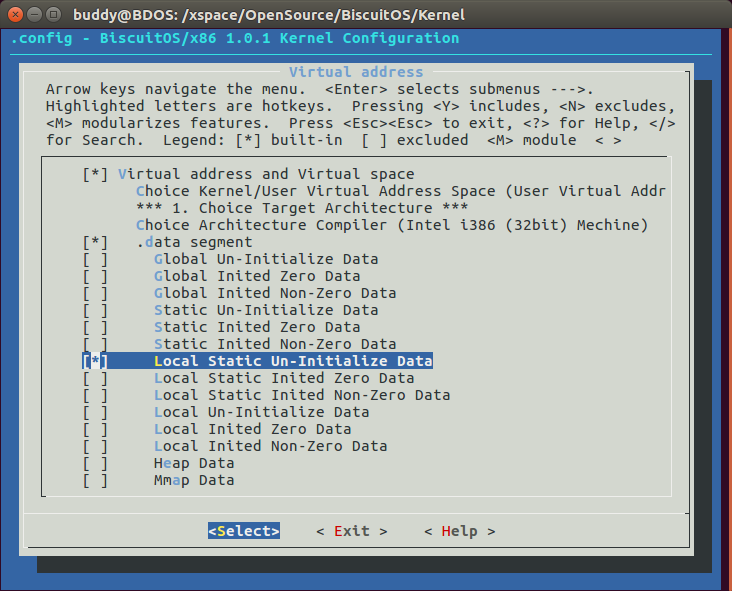 buddy@BDOS: /xspace/OpenSource/BiscuitOS/Kernel
.config - BiscuitOS/x86 1.0.1 Kernel Configuration
Virtual address
Arrow keys navigate the menu.  <Enter> selects submenus --->.
Highlighted letters are hotkeys.  Pressing <Y> includes, <N> excludes,
<M> modularizes features.  Press <Esc><Esc> to exit, <?> for Help, </>
for Search.  Legend: [*] built-in  [ ] excluded  <M> module  < >
[*] Virtual address and Virtual space
Choice Kernel/User Virtual Address Space (User Virtual Addr
*** 1. Choice Target Architecture ***
Choice Architecture Compiler (Intel i386 (32bit) Mechine)
[*]   .data segment
[ ]     Global Un-Initialize Data
[ ]     Global Inited Zero Data
[ ]     Global Inited Non-Zero Data
[ ]     Static Un-Initialize Data
[ ]     Static Inited Zero Data
[ ]     Static Inited Non-Zero Data
[*]     Local Static Un-Initialize Data
[ ]     Local Static Inited Zero Data
[ ]     Local Static Inited Non-Zero Data
[ ]     Local Un-Initialize Data
[ ]     Local Inited Zero Data
[ ]     Local Inited Non-Zero Data
[ ]     Heap Data
[ ]     Mmap Data
<Select>    < Exit >    < Help >